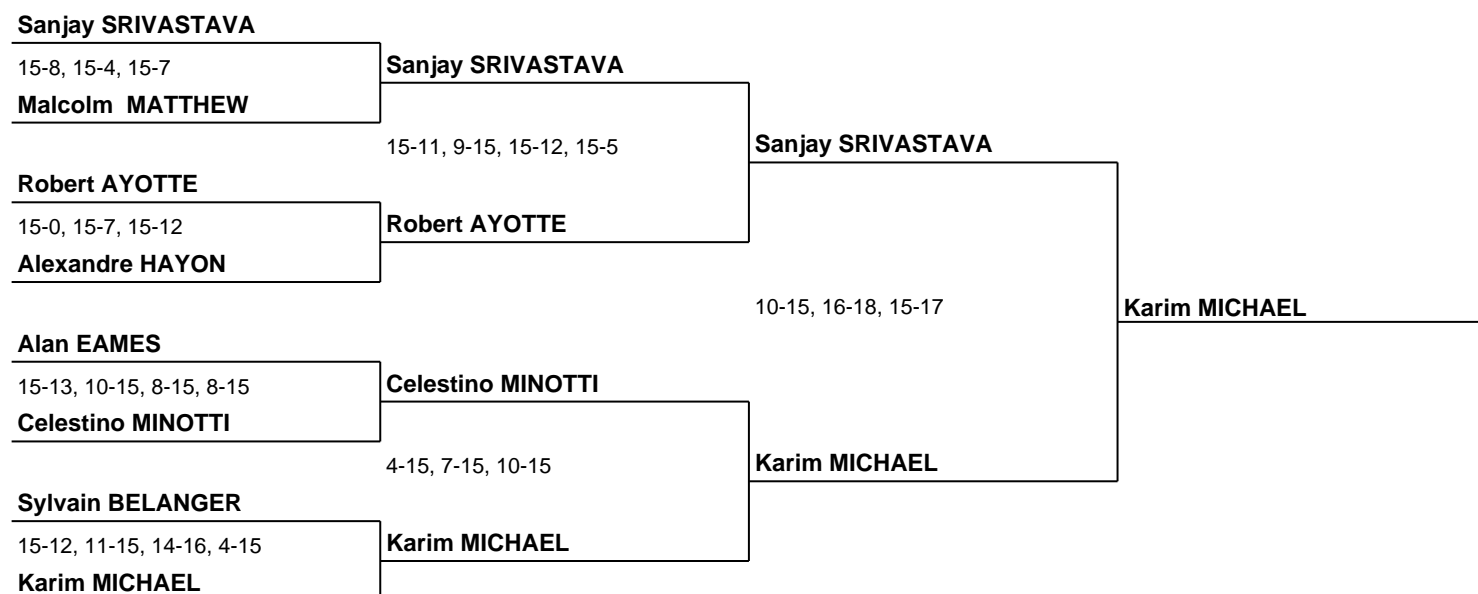 Sanjay SRIVASTAVA
15-8, 15-4, 15-7
Malcolm  MATTHEW
Sanjay SRIVASTAVA
15-11, 9-15, 15-12, 15-5
Sanjay SRIVASTAVA
Robert AYOTTE
15-0, 15-7, 15-12
Alexandre HAYON
Robert AYOTTE
10-15, 16-18, 15-17
Karim MICHAEL
Alan EAMES
15-13, 10-15, 8-15, 8-15
Celestino MINOTTI
Celestino MINOTTI
4-15, 7-15, 10-15
Karim MICHAEL
Sylvain BELANGER
15-12, 11-15, 14-16, 4-15
Karim MICHAEL
Karim MICHAEL